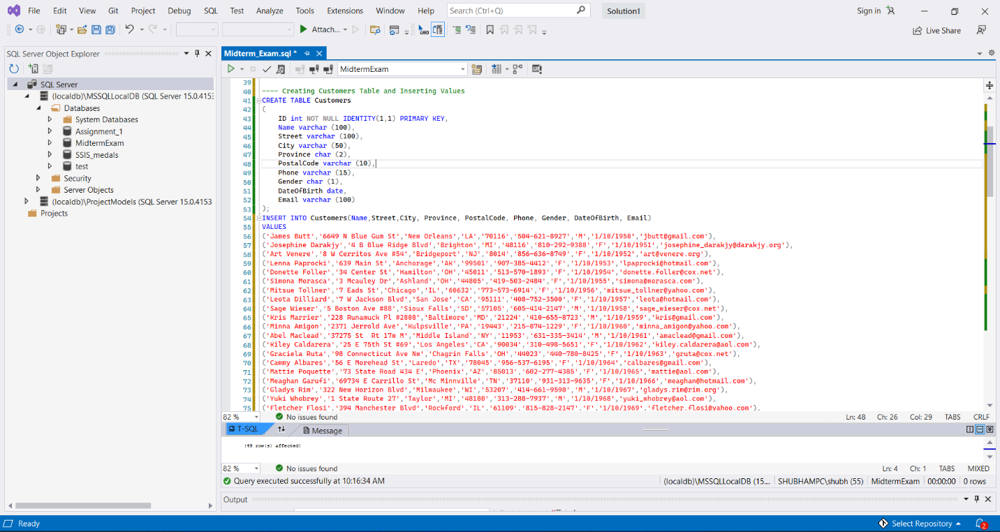 File Edit View Git Project Debug SQL Test Analyze Tools Extensions Window Help Search (Ctrl+Q) Solution1 Sign in
Attach... Live Share
SQL Server Object Explorer
SQL Server
(localdb)\MSSQLLocalDB (SQL Server 15.0.4153
Databases
System Databases
Assignment_1
MidtermExam
SSIS_medals
test
Security
Server Objects
(localdb)\ProjectModels (SQL Server 15.0.4153
Projects
Midterm_Exam.sql *
MidtermExam
39
40 ---- Creating Customers Table and Inserting Values
41 CREATE TABLE Customers
42 (
43 ID int NOT NULL IDENTITY(1,1) PRIMARY KEY,
44 Name varchar (100),
45 Street varchar (100),
46 City varchar (50),
47 Province char (2),
48 PostalCode varchar (10),
49 Phone varchar (15),
50 Gender char (1),
51 DateOfBirth date,
52 Email varchar (100)
53 );
54 INSERT INTO Customers(Name,Street,City, Province, PostalCode, Phone, Gender, DateOfBirth, Email)
55 VALUES
56 ('James Butt','6649 N Blue Gum St','New Orleans','LA','70116','504-621-8927','M','1/10/1950','jbutt@gmail.com'),
57 ('Josephine Darakjy','4 B Blue Ridge Blvd','Brighton','MI','48116','810-292-9388','F','1/10/1951','josephine_darakjy@darakjy.org'),
58 ('Art Venere','8 W Cerritos Ave #54','Bridgeport','NJ','8014','856-636-8749','F','1/10/1952','art@venere.org'),
59 ('Lenna Paprocki','639 Main St','Anchorage','AK','99501','907-385-4412','F','1/10/1953','lpaprocki@hotmail.com'),
60 ('Donette Foller','34 Center St','Hamilton','OH','45011','513-570-1893','F','1/10/1954','donette.foller@cox.net'),
61 ('Simona Morasca','3 Mcauley Dr','Ashland','OH','44805','419-503-2484','F','1/10/1955','simona@morasca.com'),
62 ('Mitsue Tollner','7 Eads St','Chicago','IL','60632','773-573-6914','F','1/10/1956','mitsue_tollner@yahoo.com'),
63 ('Leota Dilliard','7 W Jackson Blvd','San Jose','CA','95111','408-752-3500','F','1/10/1957','leota@hotmail.com'),
64 ('Sage Wieser','5 Boston Ave #88','Sioux Falls','SD','57105','605-414-2147','M','1/10/1958','sage_wieser@cox.net'),
65 ('Kris Marrier','228 Runamuck Pl #2808','Baltimore','MD','21224','410-655-8723','M','1/10/1959','kris@gmail.com'),
66 ('Minna Amigon','2371 Jerrold Ave','Kulpsville','PA','19443','215-874-1229','F','1/10/1960','minna_amigon@yahoo.com'),
67 ('Abel Maclead','37275 St  Rt 17m M','Middle Island','NY','11953','631-335-3414','M','1/10/1961','amaclead@gmail.com'),
68 ('Kiley Caldarera','25 E 75th St #69','Los Angeles','CA','90034','310-498-5651','F','1/10/1962','kiley.caldarera@aol.com'),
69 ('Graciela Ruta','98 Connecticut Ave Nw','Chagrin Falls','OH','44023','440-780-8425','F','1/10/1963','gruta@cox.net'),
70 ('Cammy Albares','56 E Morehead St','Laredo','TX','78045','956-537-6195','F','1/10/1964','calbares@gmail.com'),
71 ('Mattie Poquette','73 State Road 434 E','Phoenix','AZ','85013','602-277-4385','F','1/10/1965','mattie@aol.com'),
72 ('Meaghan Garufi','69734 E Carrillo St','Mc Minnville','TN','37110','931-313-9635','F','1/10/1966','meaghan@hotmail.com'),
73 ('Gladys Rim','322 New Horizon Blvd','Milwaukee','WI','53207','414-661-9598','M','1/10/1967','gladys.rim@rim.org'),
74 ('Yuki Whobrey','1 State Route 27','Taylor','MI','48180','313-288-7937','M','1/10/1968','yuki_whobrey@aol.com'),
75 ('Fletcher Flosi','394 Manchester Blvd','Rockford','IL','61109','815-828-2147','F','1/10/1969','fletcher.flosi@yahoo.com'),
82 % No issues found Ln: 48 Ch: 26 Col: 29 TABS CRLF
T-SQL Message
(49 row(s) affected)
82 % No issues found Ln: 4 Ch: 1 TABS MIXED
Query executed successfully at 10:16:34 AM (localdb)\MSSQLLocalDB (15.... SHUBHAMPC\shubh (55) MidtermExam 00:00:00 0 rows
Output
Ready Select Repository 2